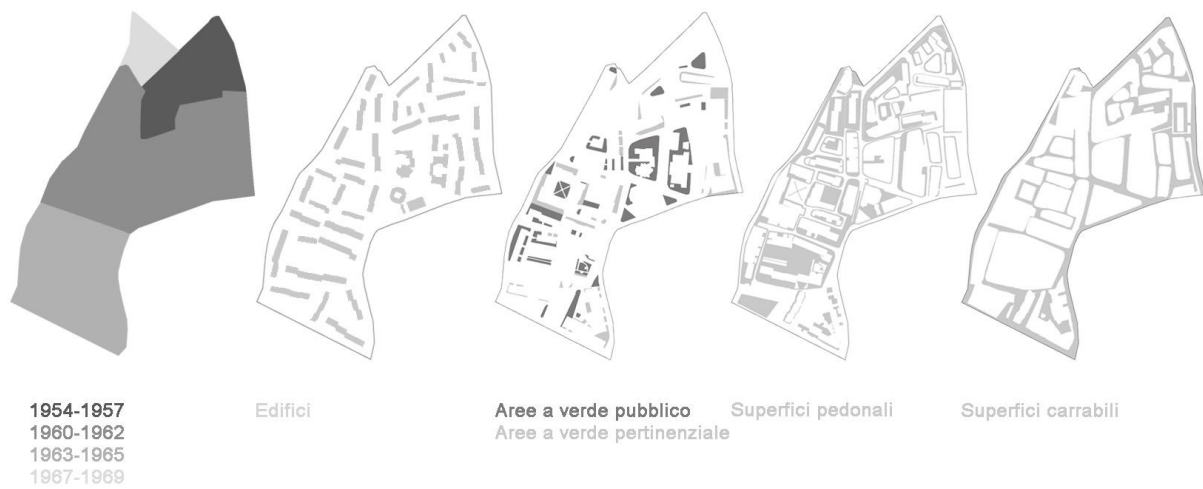 1954-1957
1960-1962
1963-1965
1967-1969
Edifici
Aree a verde pubblico
Aree a verde pertinenziale
Superfici pedonali
Superfici carrabili